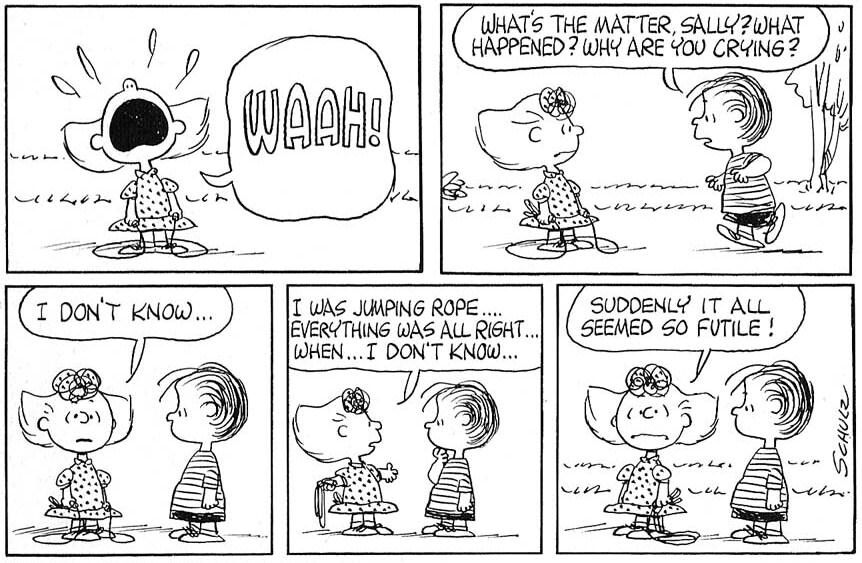 WAAH!
WHAT'S THE MATTER, SALLY? WHAT
HAPPENED? WHY ARE YOU CRYING?
I DON'T KNOW...
I WAS JUMPING ROPE....
EVERYTHING WAS ALL RIGHT...
WHEN... I DON'T KNOW...
SUDDENLY IT ALL
SEEMED SO FUTILE!
SCHULZ